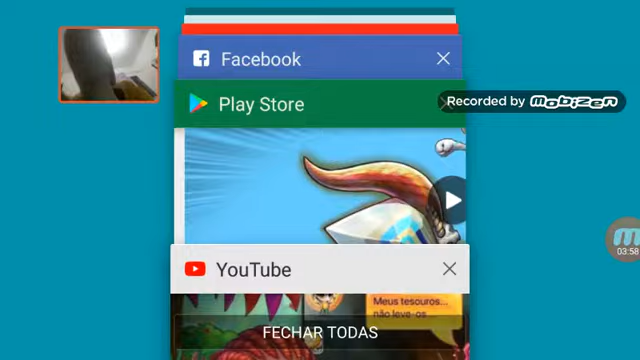 Facebook
Play Store
Recorded by mobizen
03:58
YouTube
Meus tesouros...
não leve-os...
FECHAR TODAS